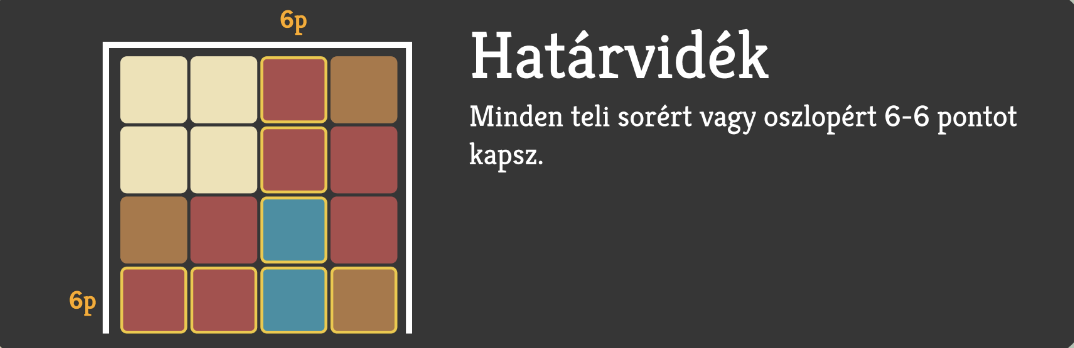 6p
Határvidék
Minden teli sorért vagy oszlopért 6-6 pontot
kapsz.
6p